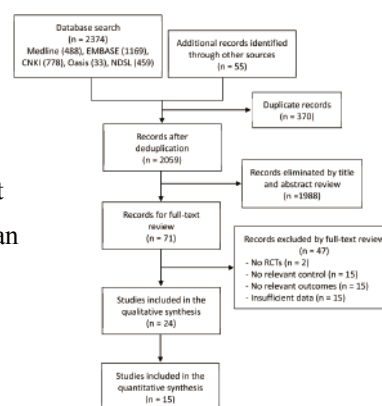 Database search
(n = 2374)
Medline (488), EMBASE (1169),
CNKI (778), Oasis (33), NDSL (459)
Additional records identified
through other sources
(n = 55)
Duplicate records
(n = 370)
Records after
deduplication
(n = 2059)
Records eliminated by title
and abstract review
(n =1988)
Records for full-text
review
(n = 71)
Records excluded by full-text review
(n = 47)
- No RCTs (n = 2)
- No relevant control (n = 15)
- No relevant outcomes (n = 15)
- Insufficient data (n = 15)
Studies included in the
qualitative synthesis
(n = 24)
Studies included in the
quantitative synthesis
(n = 15)